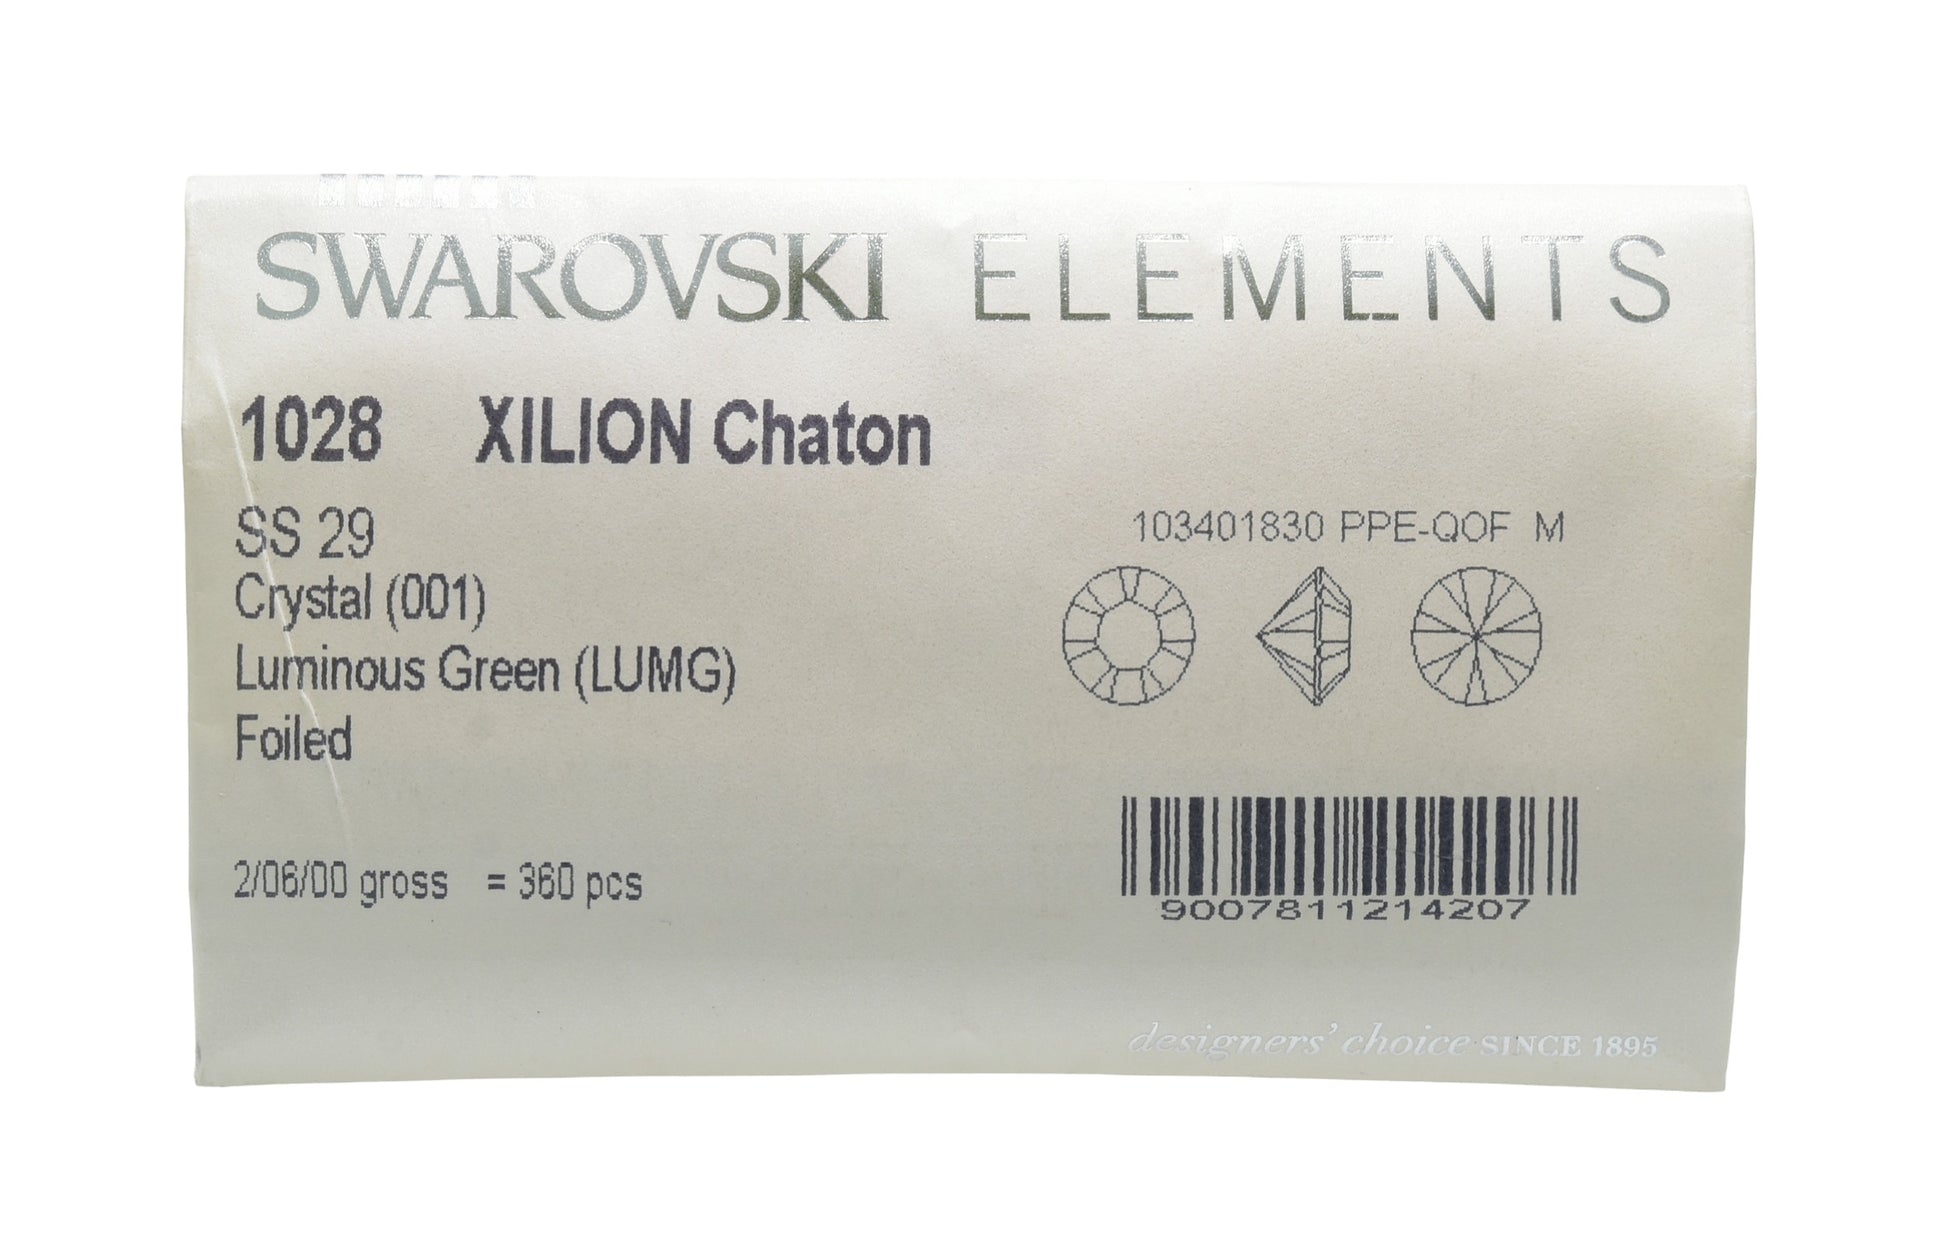 SWAROVSKI ELEMENTS
1028 XILION Chaton
SS 29
Crystal (001)
Luminous Green (LUMG)
Foiled
2/06/00 gross = 360 pcs
103401830 PPE-QOF M
9007811214207
designers' choice SINCE 1895